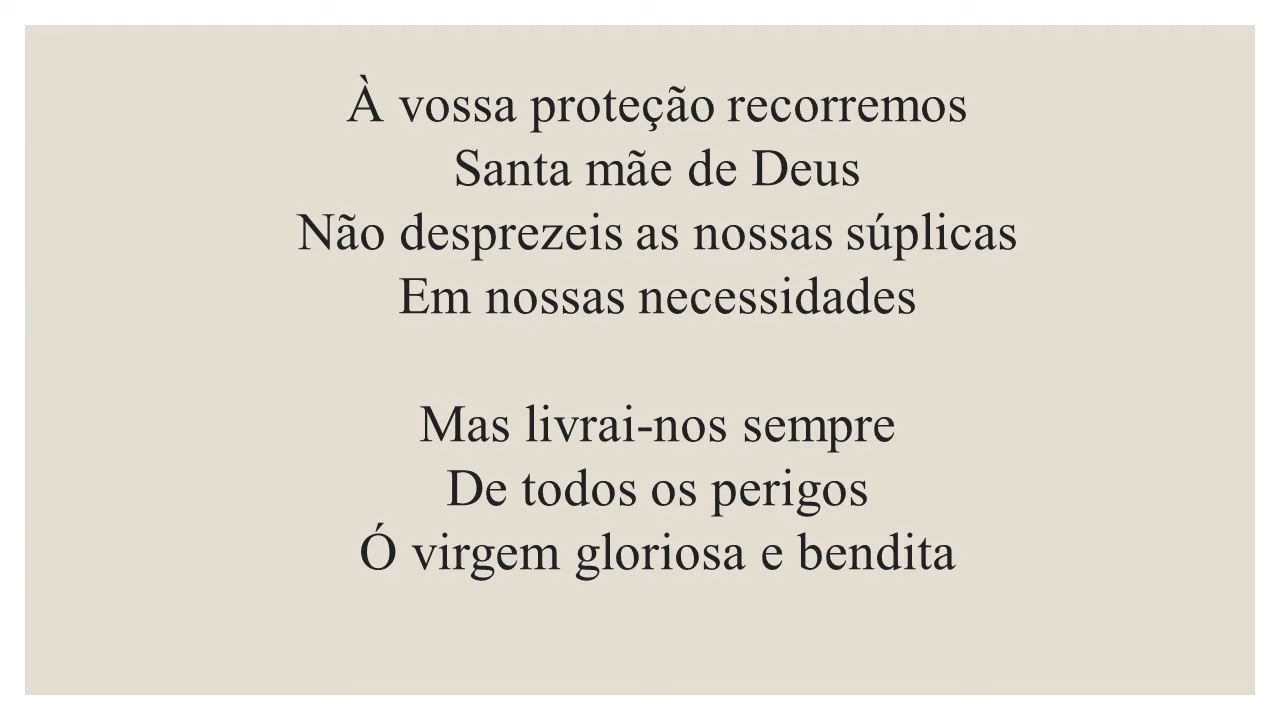 À vossa proteção recorremos
Santa mãe de Deus
Não desprezeis as nossas súplicas
Em nossas necessidades
Mas livrai-nos sempre
De todos os perigos
Ó virgem gloriosa e bendita